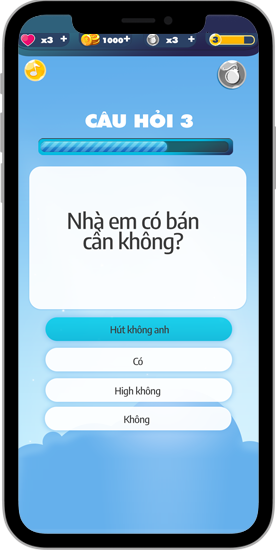 x3 +
1000+
x3 +
3
CÂU HỎI 3
Nhà em có bán
cần không?
Hút không anh
Có
High không
Không